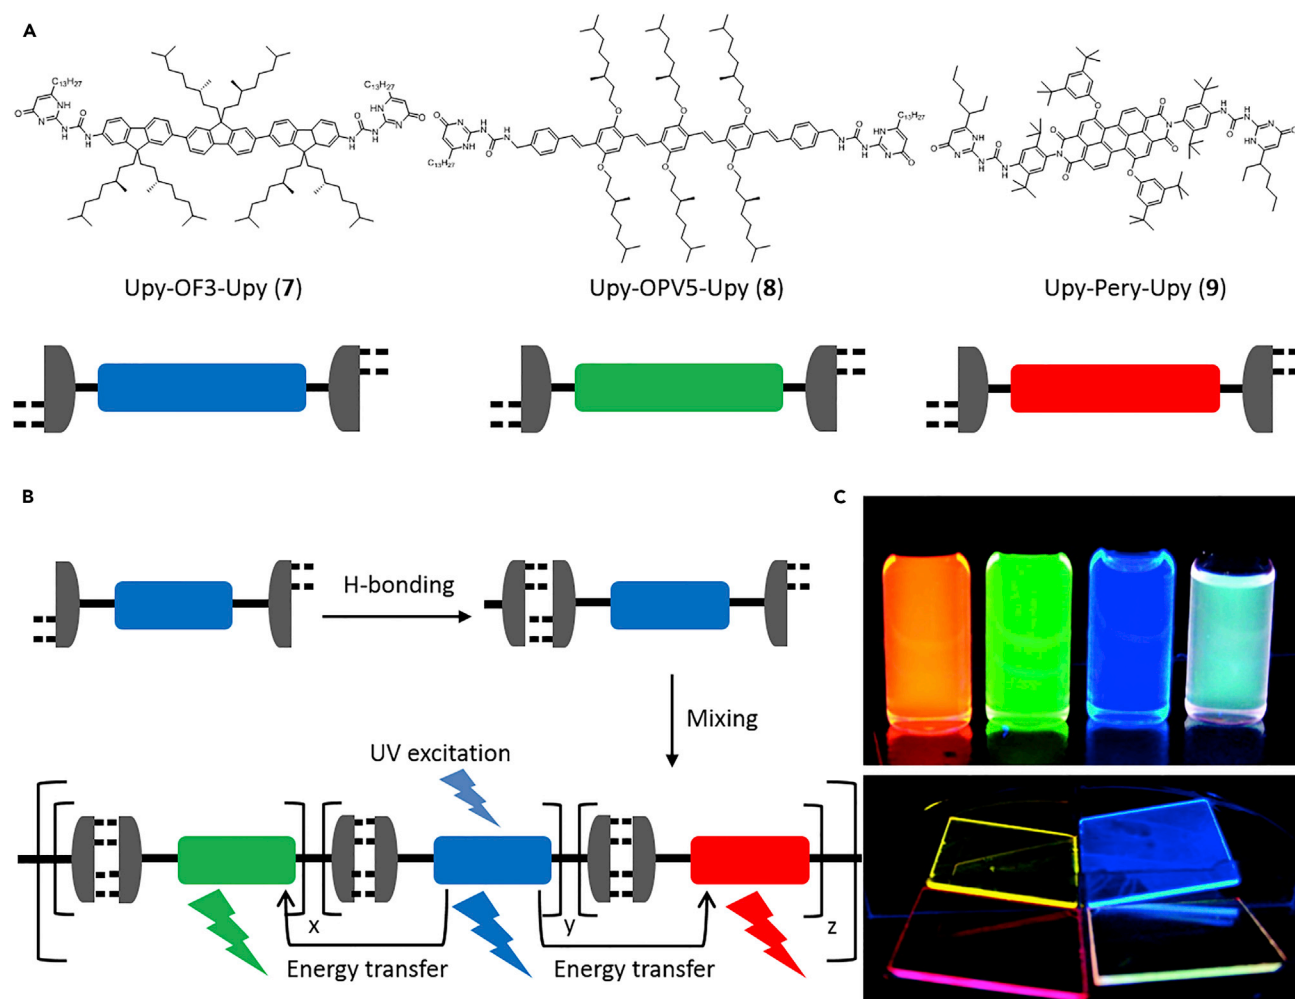 A
C13H27
C13H27
C13H27
C13H27
Upy-OF3-Upy (7)
Upy-OPV5-Upy (8)
Upy-Pery-Upy (9)
B
C
H-bonding
Mixing
UV excitation
x
y
z
Energy transfer
Energy transfer